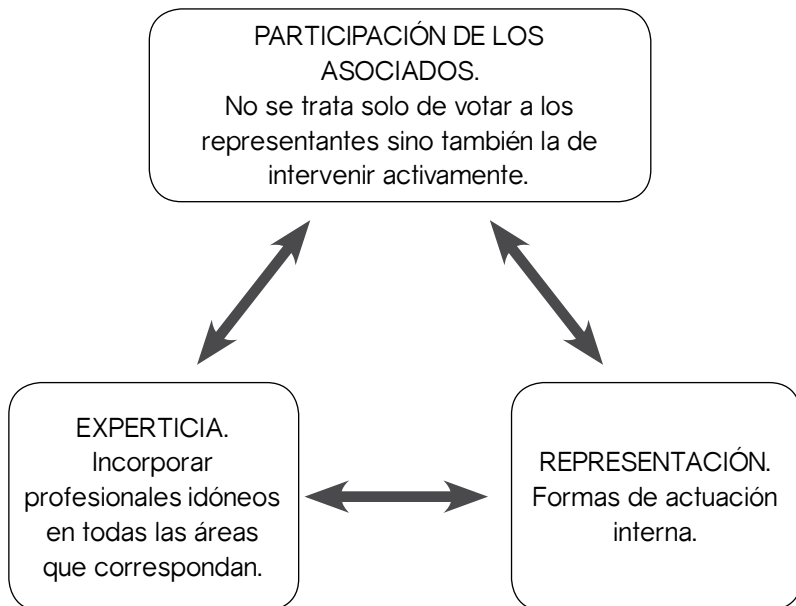 PARTICIPACIÓN DE LOS
ASOCIADOS.
No se trata solo de votar a los
representantes sino también la de
intervenir activamente.
EXPERTICIA.
Incorporar
profesionales idóneos
en todas las áreas
que correspondan.
REPRESENTACIÓN.
Formas de actuación
interna.